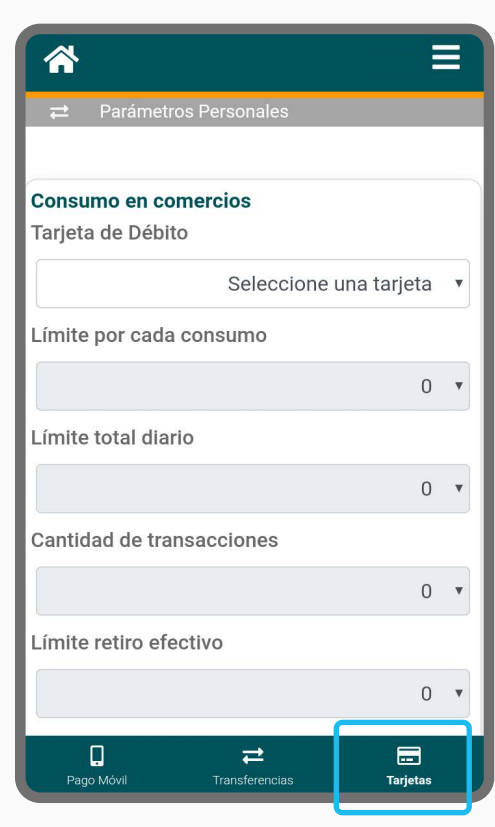 Parámetros Personales
Consumo en comercios
Tarjeta de Débito
Seleccione una tarjeta
Límite por cada consumo
0
Límite total diario
0
Cantidad de transacciones
0
Límite retiro efectivo
0
Pago Móvil Transferencias Tarjetas